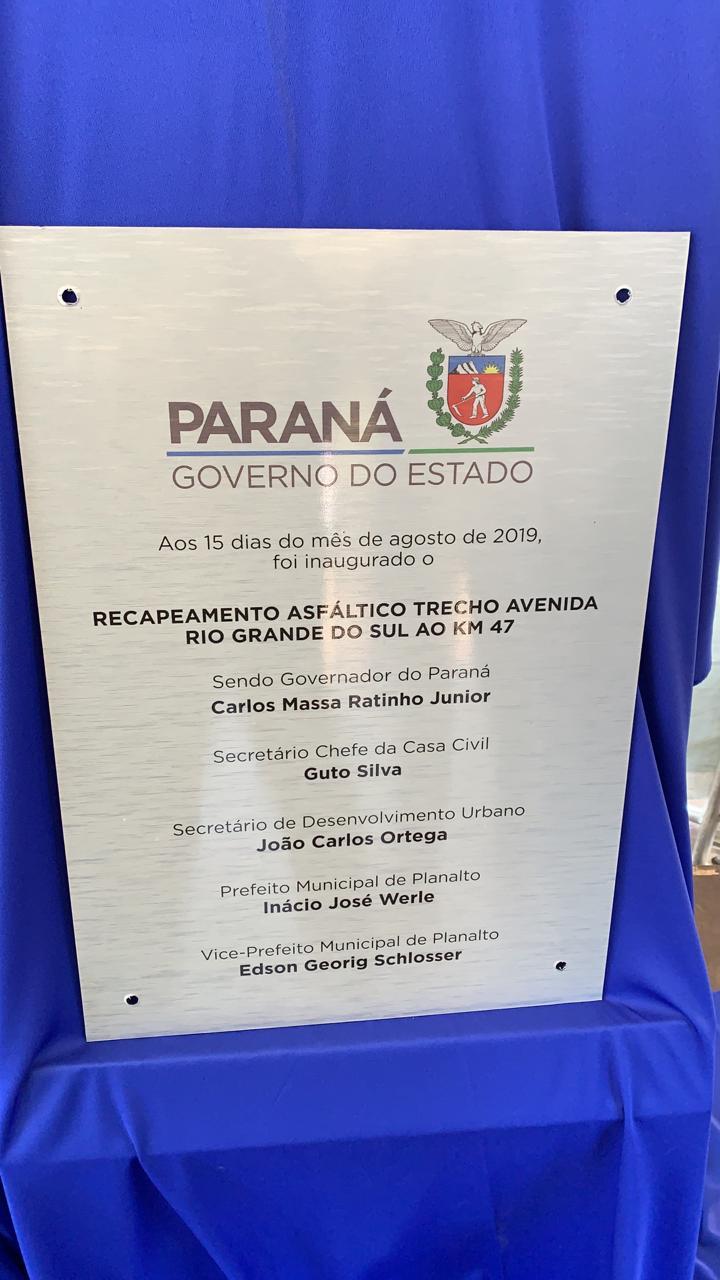 PARANÁ
GOVERNO DO ESTADO
Aos 15 dias do mês de agosto de 2019,
foi inaugurado o
RECAPEAMENTO ASFÁLTICO TRECHO AVENIDA
RIO GRANDE DO SUL AO KM 47
Sendo Governador do Paraná
Carlos Massa Ratinho Junior
Secretário Chefe da Casa Civil
Guto Silva
Secretário de Desenvolvimento Urbano
João Carlos Ortega
Prefeito Municipal de Planalto
Inácio José Werle
Vice-Prefeito Municipal de Planalto
Edson Georig Schlosser